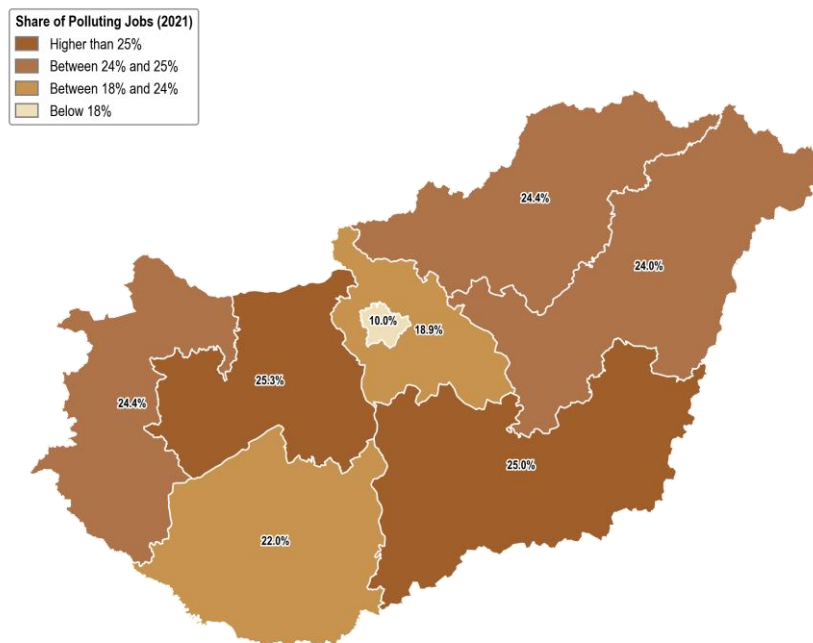 Share of Polluting Jobs (2021)
Higher than 25%
Between 24% and 25%
Between 18% and 24%
Below 18%
24.4%
24.0%
10.0%
18.9%
25.3%
24.4%
25.0%
22.0%